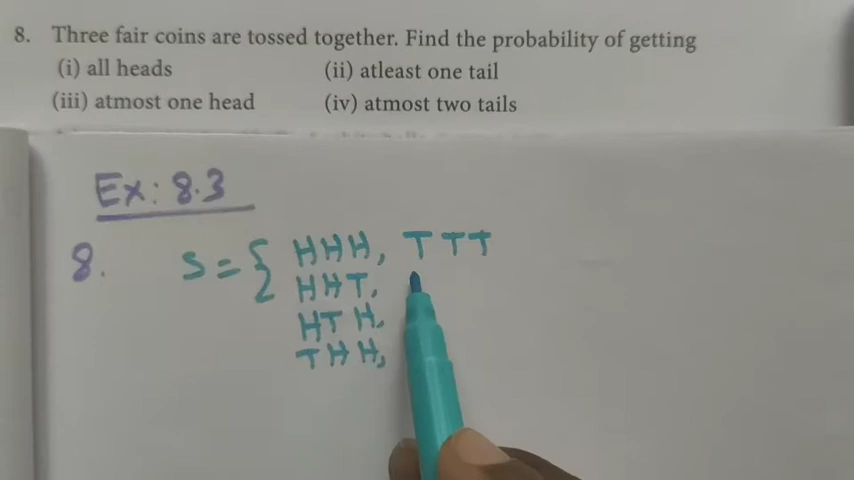 8. Three fair coins are tossed together. Find the probability of getting
(i) all heads (ii) atleast one tail
(iii) atmost one head (iv) atmost two tails
Ex: 8.3
8. S = { HHH, TTT
HHT,
HTH,
THH,